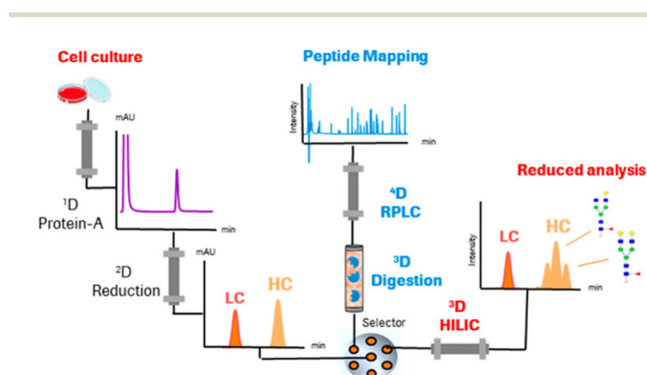 Cell culture
mAU
¹D
Protein-A
min
²D
Reduction
mAU
LC
HC
min
Peptide Mapping
Intensity
min
⁴D
RPLC
³D
Digestion
Selector
³D
HILIC
Reduced analysis
Intensity
LC
HC
min